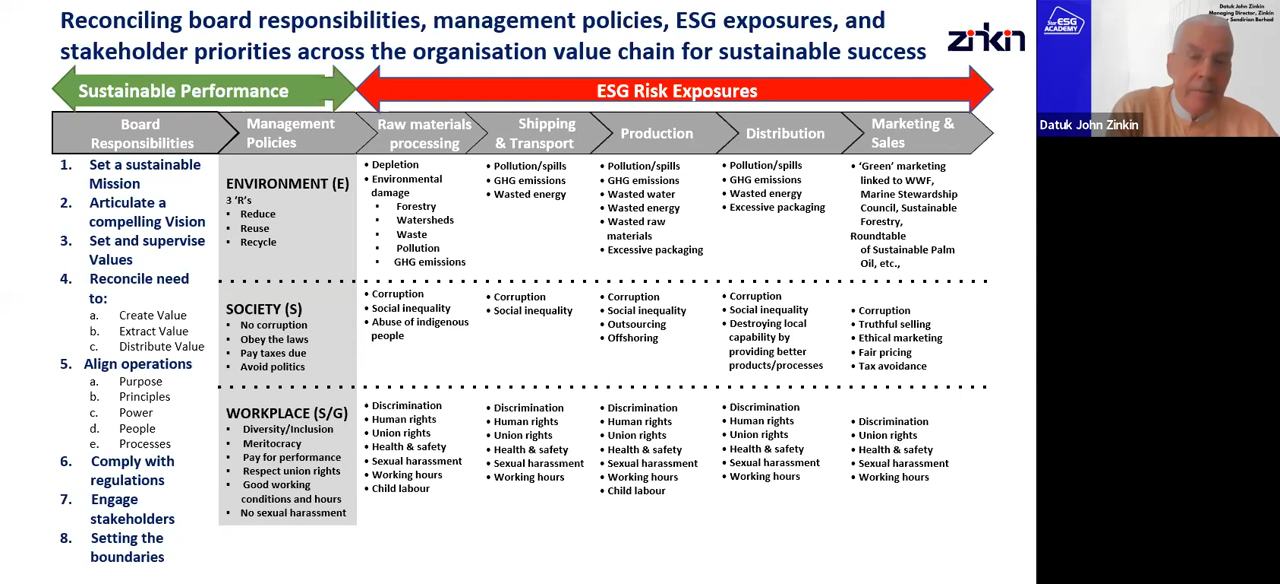 Reconciling board responsibilities, management policies, ESG exposures, and
stakeholder priorities across the organisation value chain for sustainable success
zinkin
Sustainable Performance
ESG Risk Exposures
Board
Responsibilities
Management
Policies
Raw materials
processing
Shipping
& Transport
Production
Distribution
Marketing &
Sales
1. Set a sustainable
Mission
2. Articulate a
compelling Vision
3. Set and supervise
Values
4. Reconcile need
to:
a. Create Value
b. Extract Value
c. Distribute Value
5. Align operations
a. Purpose
b. Principles
c. Power
d. People
e. Processes
6. Comply with
regulations
7. Engage
stakeholders
8. Setting the
boundaries
ENVIRONMENT (E)
3 'R's
▪ Reduce
▪ Reuse
▪ Recycle
• Depletion
• Environmental
damage
▪ Forestry
▪ Watersheds
▪ Waste
▪ Pollution
▪ GHG emissions
• Pollution/spills
• GHG emissions
• Wasted energy
• Pollution/spills
• GHG emissions
• Wasted water
• Wasted energy
• Wasted raw
materials
• Excessive packaging
• Pollution/spills
• GHG emissions
• Wasted energy
• Excessive packaging
• 'Green' marketing
linked to WWF,
Marine Stewardship
Council, Sustainable
Forestry,
Roundtable
of Sustainable Palm
Oil, etc.,
SOCIETY (S)
▪ No corruption
▪ Obey the laws
▪ Pay taxes due
▪ Avoid politics
• Corruption
• Social inequality
• Abuse of indigenous
people
• Corruption
• Social inequality
• Corruption
• Social inequality
• Outsourcing
• Offshoring
• Corruption
• Social inequality
• Destroying local
capability by
providing better
products/processes
• Corruption
• Truthful selling
• Ethical marketing
• Fair pricing
• Tax avoidance
WORKPLACE (S/G)
▪ Diversity/Inclusion
▪ Meritocracy
▪ Pay for performance
▪ Respect union rights
▪ Good working
conditions and hours
▪ No sexual harassment
• Discrimination
• Human rights
• Union rights
• Health & safety
• Sexual harassment
• Working hours
• Child labour
• Discrimination
• Human rights
• Union rights
• Health & safety
• Sexual harassment
• Working hours
• Discrimination
• Human rights
• Union rights
• Health & safety
• Sexual harassment
• Working hours
• Child labour
• Discrimination
• Human rights
• Union rights
• Health & safety
• Sexual harassment
• Working hours
• Discrimination
• Union rights
• Health & safety
• Sexual harassment
• Working hours
Star ESG
ACADEMY
Datuk John Zinkin
Managing Director, Zinkin
Sendirian Berhad
Datuk John Zinkin